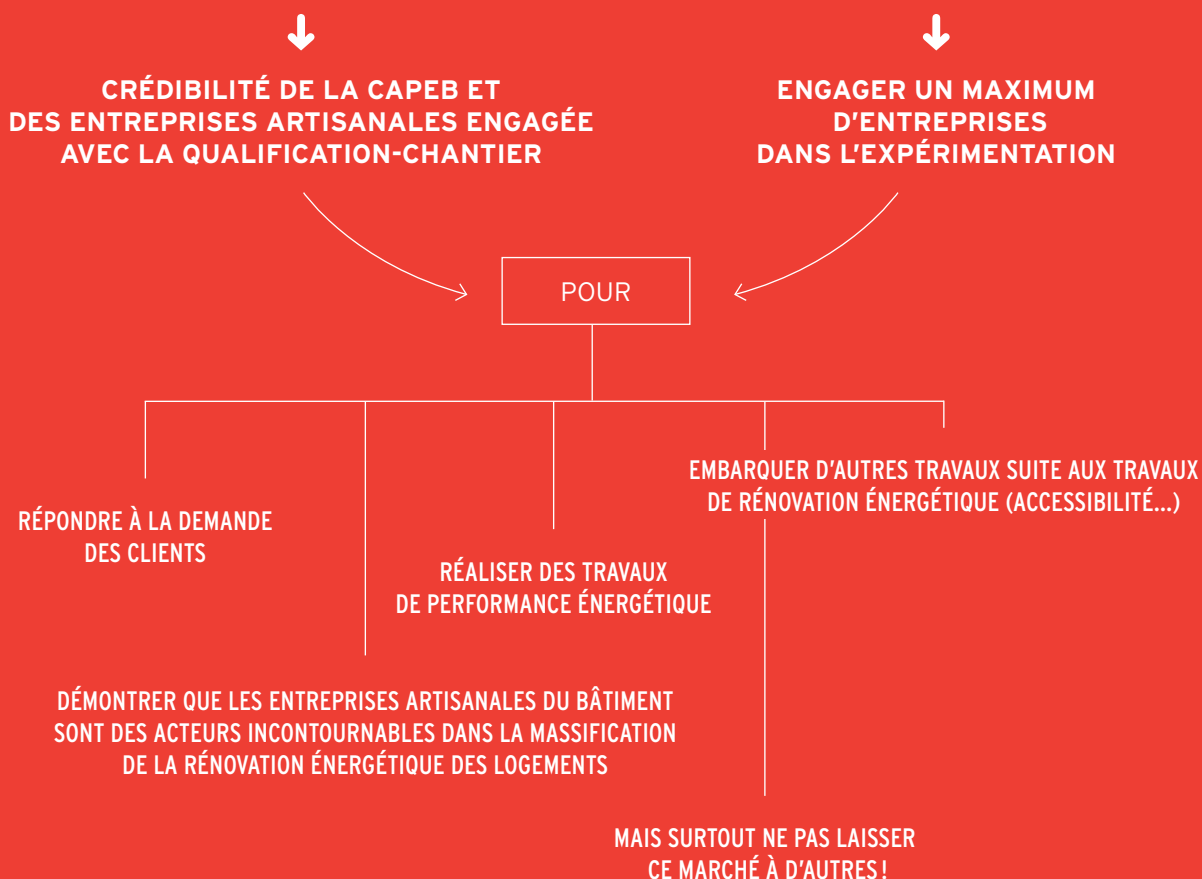 CRÉDIBILITÉ DE LA CAPEB ET
DES ENTREPRISES ARTISANALES ENGAGÉE
AVEC LA QUALIFICATION-CHANTIER
ENGAGER UN MAXIMUM
D'ENTREPRISES
DANS L'EXPÉRIMENTATION
POUR
RÉPONDRE À LA DEMANDE
DES CLIENTS
DÉMONTRER QUE LES ENTREPRISES ARTISANALES DU BÂTIMENT
SONT DES ACTEURS INCONTOURNABLES DANS LA MASSIFICATION
DE LA RÉNOVATION ÉNERGÉTIQUE DES LOGEMENTS
RÉALISER DES TRAVAUX
DE PERFORMANCE ÉNERGÉTIQUE
MAIS SURTOUT NE PAS LAISSER
CE MARCHÉ À D'AUTRES !
EMBARQUER D'AUTRES TRAVAUX SUITE AUX TRAVAUX
DE RÉNOVATION ÉNERGÉTIQUE (ACCESSIBILITÉ...)